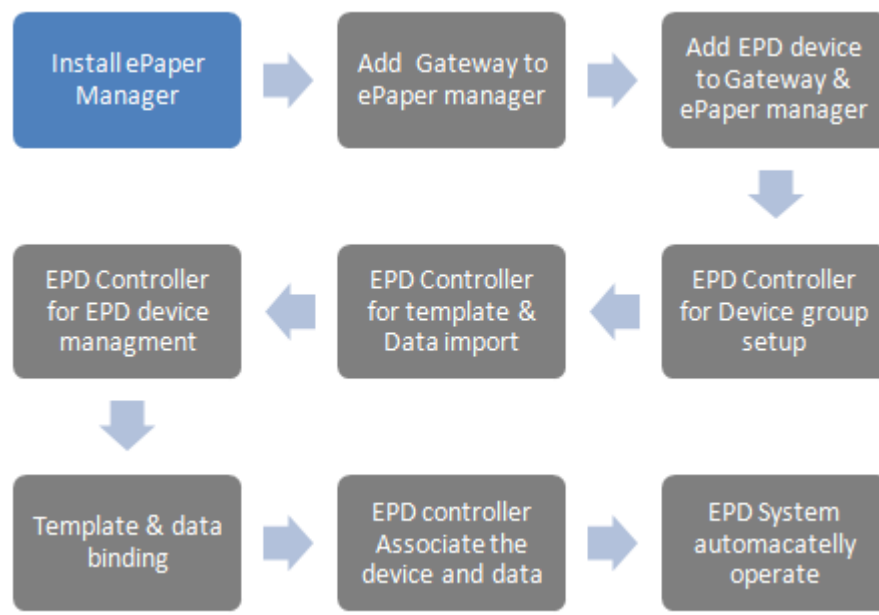 Install ePaper
Manager
Add Gateway to
ePaper manager
Add EPD device
to Gateway &
ePaper manager
EPD Controller
for Device group
setup
EPD Controller
for template &
Data import
EPD Controller
for EPD device
managment
Template & data
binding
EPD controller
Associate the
device and data
EPD System
automacatelly
operate